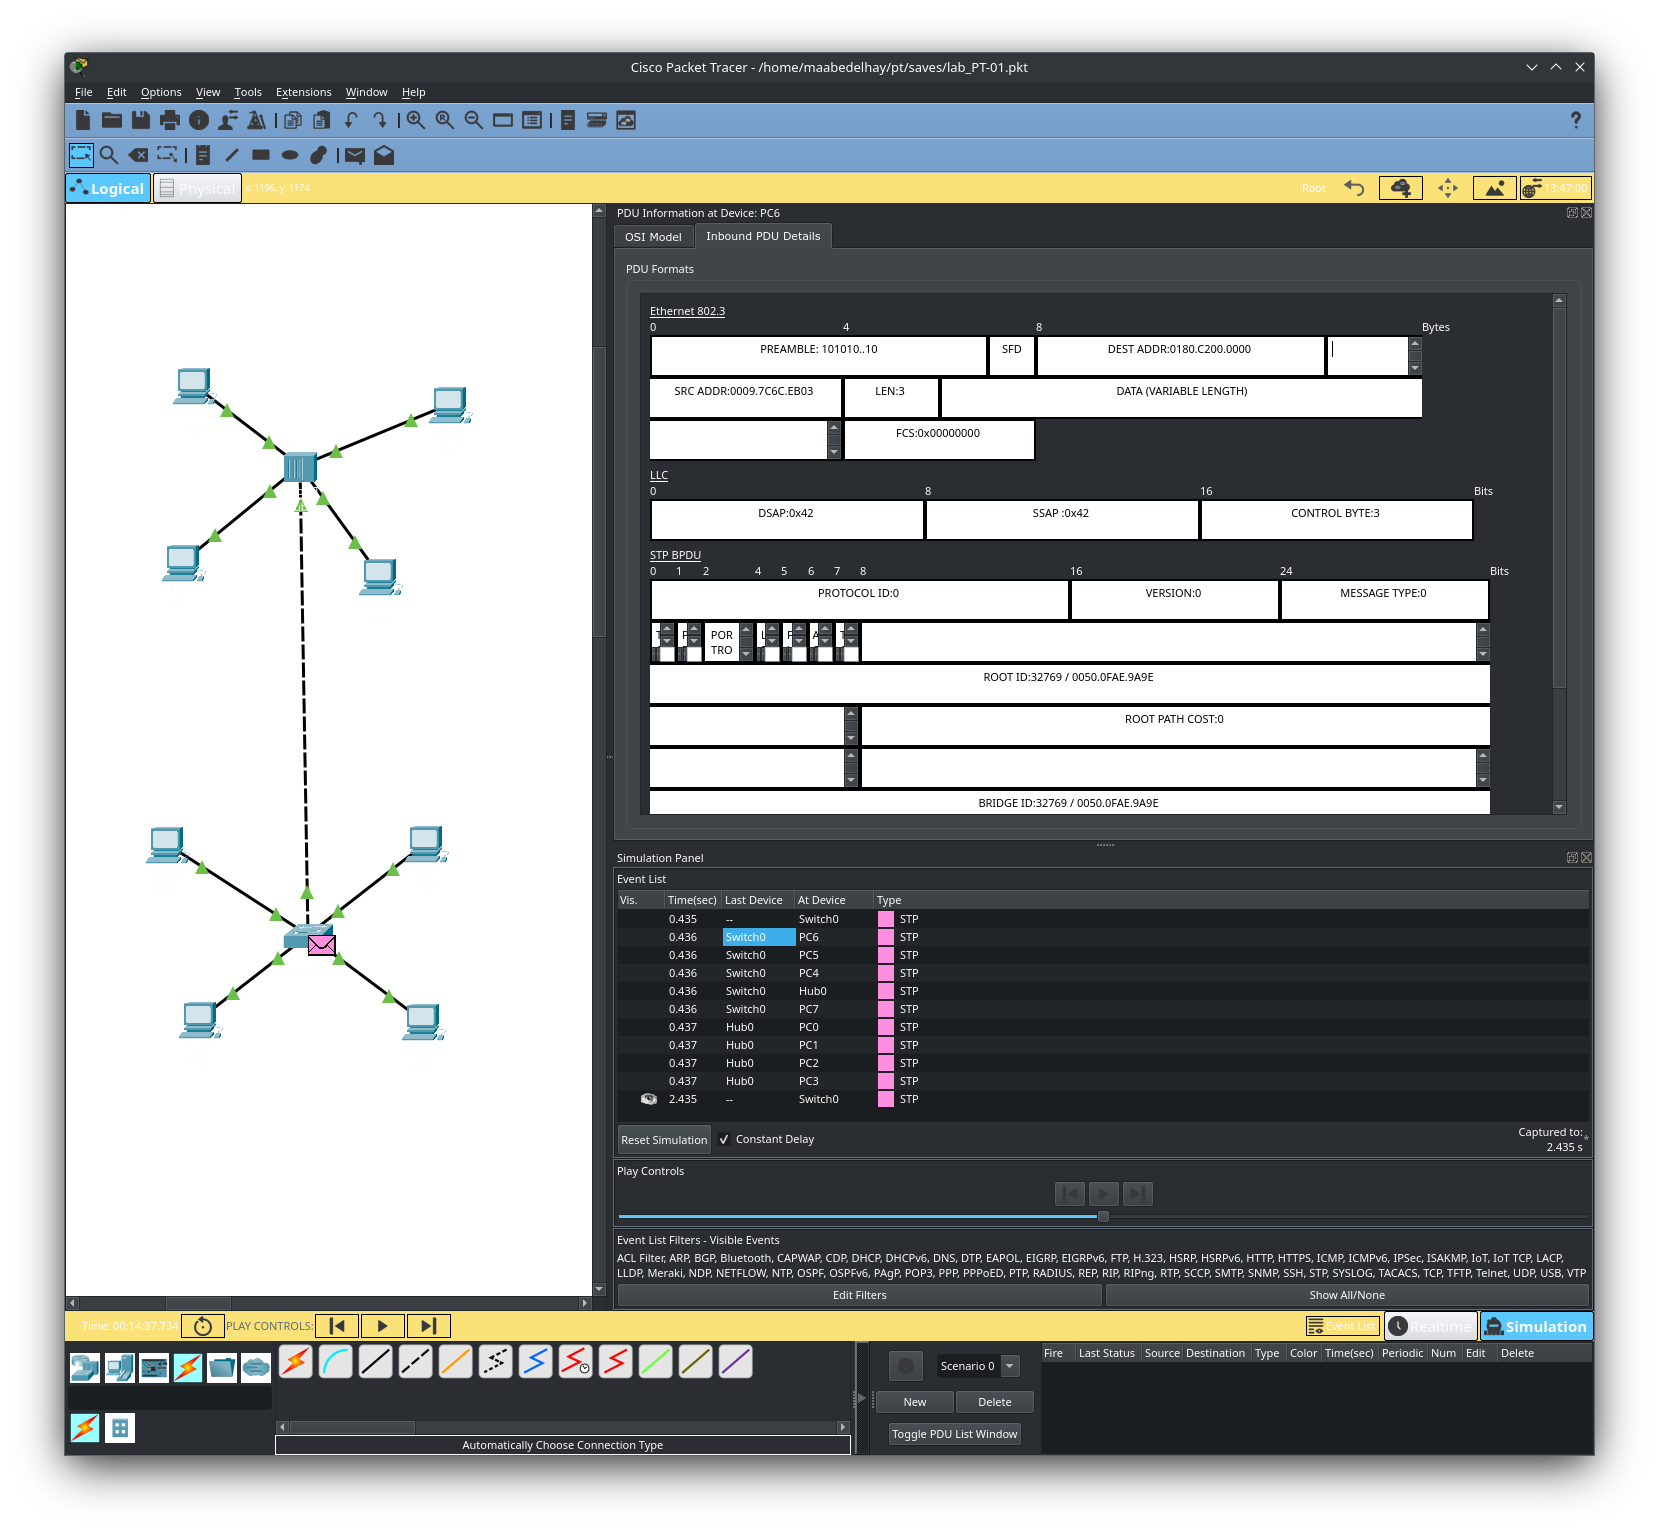 Cisco Packet Tracer - /home/maabedelhay/pt/saves/lab_PT-01.pkt
File Edit Options View Tools Extensions Window Help
Logical Physical x: 1196, y: 1174 Root 13:47:00
PDU Information at Device: PC6
OSI Model Inbound PDU Details
PDU Formats
Ethernet 802.3
0 4 8 Bytes
PREAMBLE: 101010..10 SFD DEST ADDR:0180.C200.0000
SRC ADDR:0009.7C6C.EB03 LEN:3 DATA (VARIABLE LENGTH)
FCS:0x00000000
LLC
0 8 16 Bits
DSAP:0x42 SSAP :0x42 CONTROL BYTE:3
STP BPDU
0 1 2 4 5 6 7 8 16 24 Bits
PROTOCOL ID:0 VERSION:0 MESSAGE TYPE:0
POR
TRO
ROOT ID:32769 / 0050.0FAE.9A9E
ROOT PATH COST:0
BRIDGE ID:32769 / 0050.0FAE.9A9E
Simulation Panel
Event List
Vis. Time(sec) Last Device At Device Type
0.435 -- Switch0 STP
0.436 Switch0 PC6 STP
0.436 Switch0 PC5 STP
0.436 Switch0 PC4 STP
0.436 Switch0 Hub0 STP
0.436 Switch0 PC7 STP
0.437 Hub0 PC0 STP
0.437 Hub0 PC1 STP
0.437 Hub0 PC2 STP
0.437 Hub0 PC3 STP
2.435 -- Switch0 STP
Reset Simulation Constant Delay Captured to: *
2.435 s
Play Controls
Event List Filters - Visible Events
ACL Filter, ARP, BGP, Bluetooth, CAPWAP, CDP, DHCP, DHCPv6, DNS, DTP, EAPOL, EIGRP, EIGRPv6, FTP, H.323, HSRP, HSRPv6, HTTP, HTTPS, ICMP, ICMPv6, IPSec, ISAKMP, IoT, IoT TCP, LACP,
LLDP, Meraki, NDP, NETFLOW, NTP, OSPF, OSPFv6, PAgP, POP3, PPP, PPPoED, PTP, RADIUS, REP, RIP, RIPng, RTP, SCCP, SMTP, SNMP, SSH, STP, SYSLOG, TACACS, TCP, TFTP, Telnet, UDP, USB, VTP
Edit Filters Show All/None
Time: 00:14:37.734 PLAY CONTROLS: Event List Realtime Simulation
Scenario 0
New Delete
Toggle PDU List Window
Fire Last Status Source Destination Type Color Time(sec) Periodic Num Edit Delete
Automatically Choose Connection Type